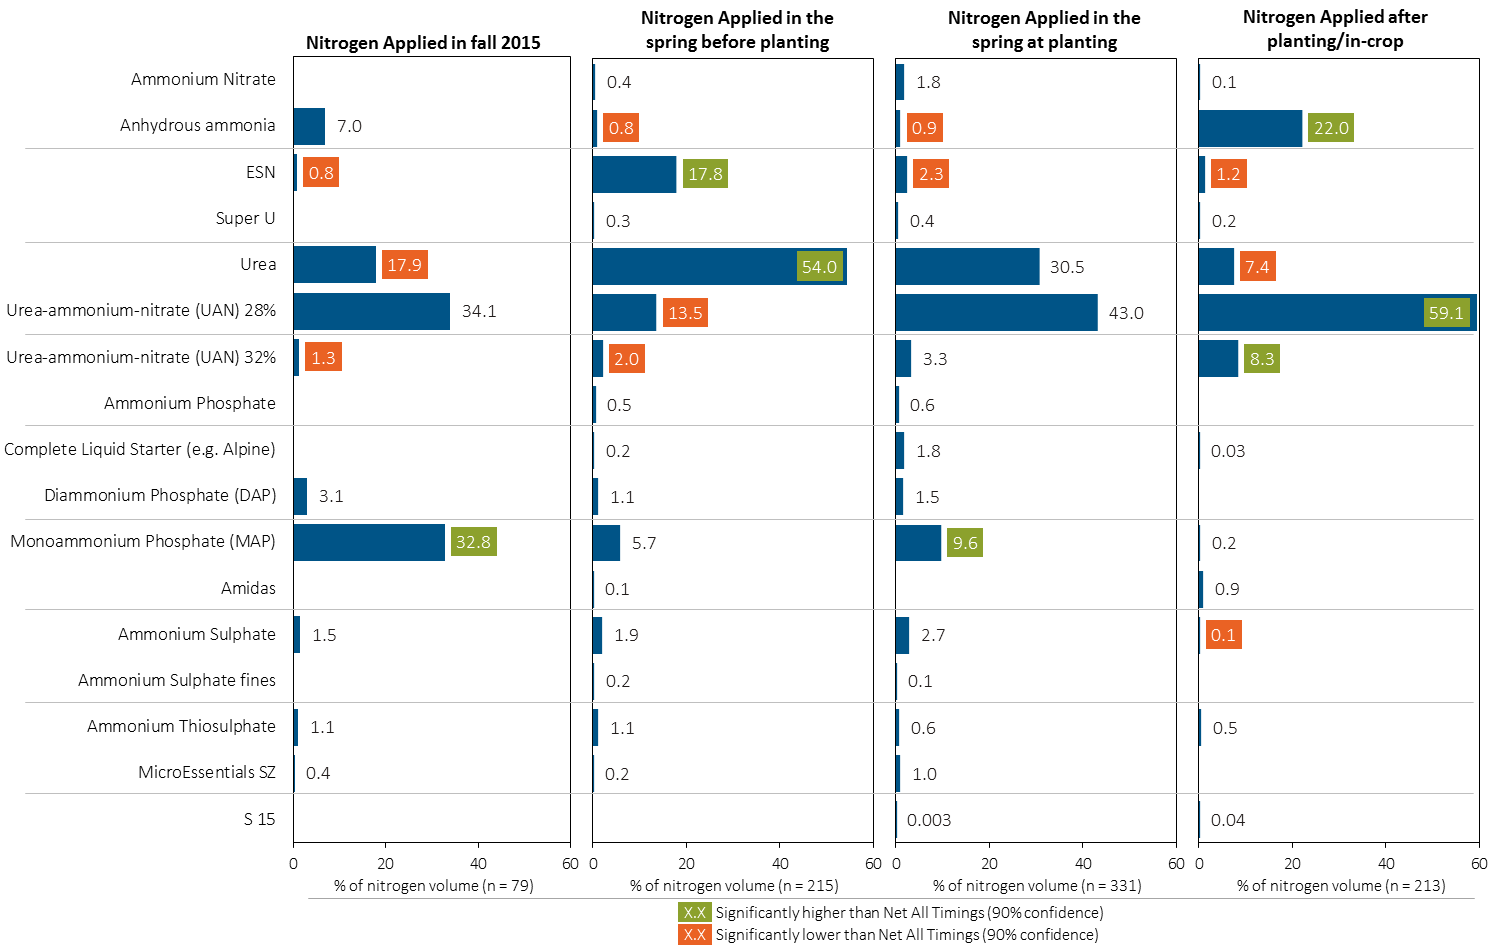 Nitrogen Applied in fall 2015
Nitrogen Applied in the
spring before planting
Nitrogen Applied in the
spring at planting
Nitrogen Applied after
planting/in-crop
Ammonium Nitrate 0.4 1.8 0.1
Anhydrous ammonia 7.0 0.8 0.9 22.0
ESN 0.8 17.8 2.3 1.2
Super U 0.3 0.4 0.2
Urea 17.9 54.0 30.5 7.4
Urea-ammonium-nitrate (UAN) 28% 34.1 13.5 43.0 59.1
Urea-ammonium-nitrate (UAN) 32% 1.3 2.0 3.3 8.3
Ammonium Phosphate 0.5 0.6
Complete Liquid Starter (e.g. Alpine) 0.2 1.8 0.03
Diammonium Phosphate (DAP) 3.1 1.1 1.5
Monoammonium Phosphate (MAP) 32.8 5.7 9.6 0.2
Amidas 0.1 0.9
Ammonium Sulphate 1.5 1.9 2.7 0.1
Ammonium Sulphate fines 0.2 0.1
Ammonium Thiosulphate 1.1 1.1 0.6 0.5
MicroEssentials SZ 0.4 0.2 1.0
S 15 0.003 0.04
0 20 40 60 0 20 40 60 0 20 40 60 0 20 40 60
% of nitrogen volume (n = 79) % of nitrogen volume (n = 215) % of nitrogen volume (n = 331) % of nitrogen volume (n = 213)
X.X Significantly higher than Net All Timings (90% confidence)
X.X Significantly lower than Net All Timings (90% confidence)